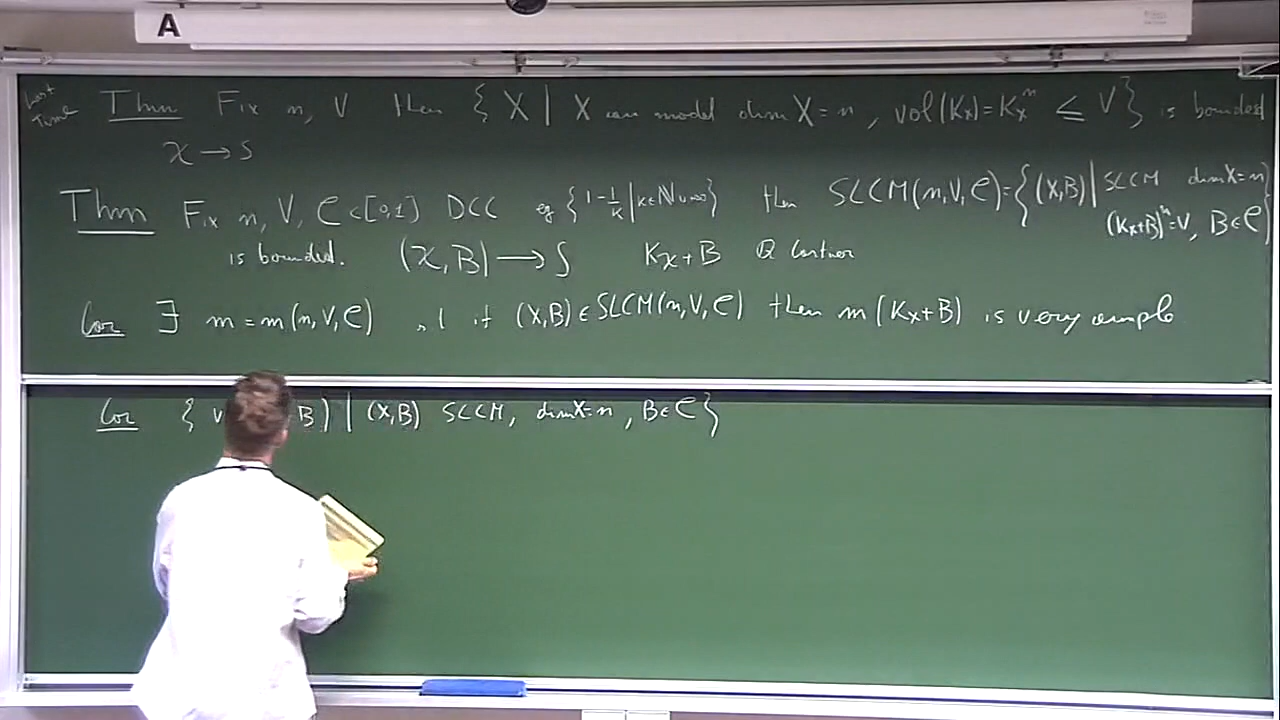 A
Last Time
Thm Fix n, V then { X | X can model dim X = n, vol(K_X) = K_X^n ≤ V } is bounded
X → S
Thm Fix n, V, C ⊂ [0,1] DCC eg { 1 - 1/k | k ∈ ℕ ∪ ∞ } then SLCM(n, V, C) = { (X,B) | SLCM dim X = n
(K_X+B)^n = V, B ∈ C }
is bounded. (X, B) → S K_X + B Q Cartier
Cor ∃ m = m(n, V, C) s.t if (X,B) ∈ SLCM(n, V, C) then m(K_X+B) is very ample
Cor { B) | (X,B) SLCM, dim X = n, B ∈ C }